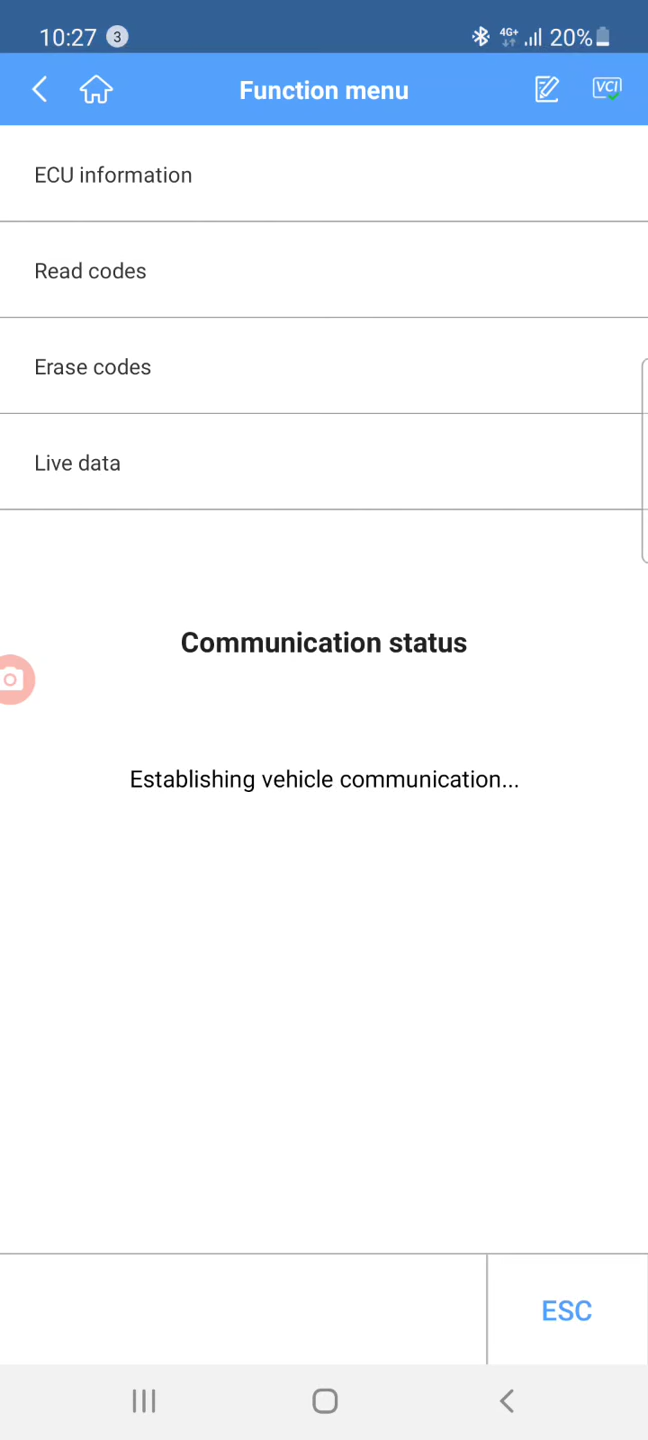 10:27 3 4G+ 20%
Function menu VCI
ECU information
Read codes
Erase codes
Live data
Communication status
Establishing vehicle communication...
ESC